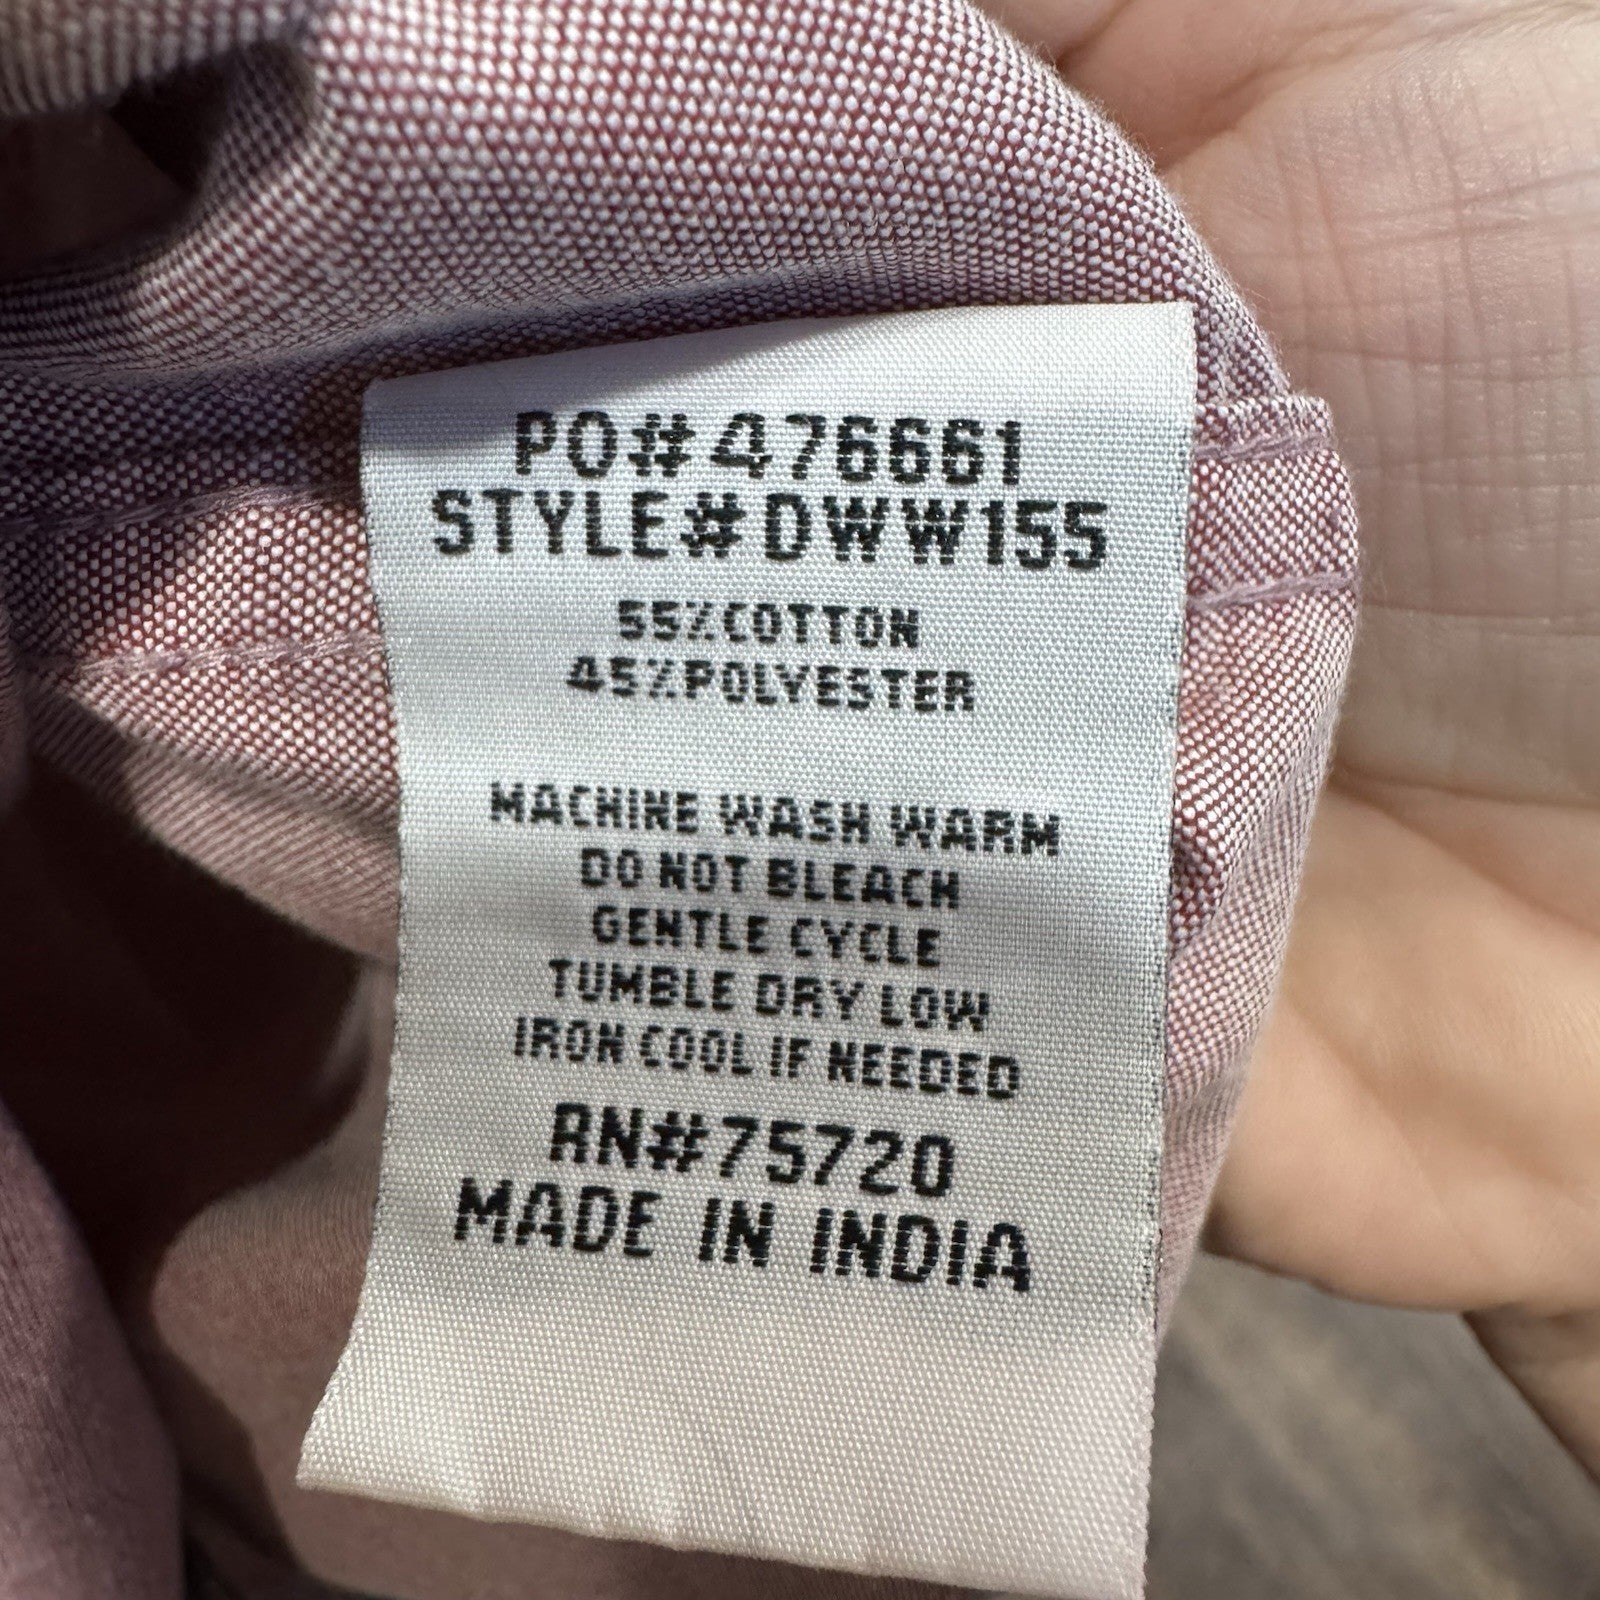 PO#476661
STYLE#DWW155
55%COTTON
45%POLYESTER
MACHINE WASH WARM
DO NOT BLEACH
GENTLE CYCLE
TUMBLE DRY LOW
IRON COOL IF NEEDED
RN#75720
MADE IN INDIA